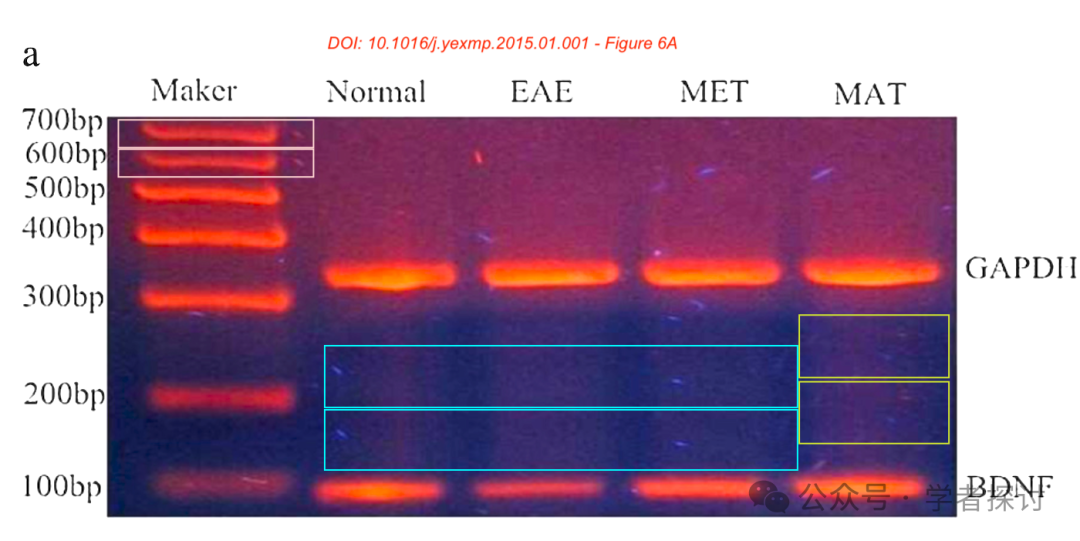 DOI: 10.1016/j.yexmp.2015.01.001 - Figure 6A
a
Maker Normal EAE MET MAT
700bp
600bp
500bp
400bp
GAPDH
300bp
200bp
100bp
BDNF
公众号 · 学者探讨